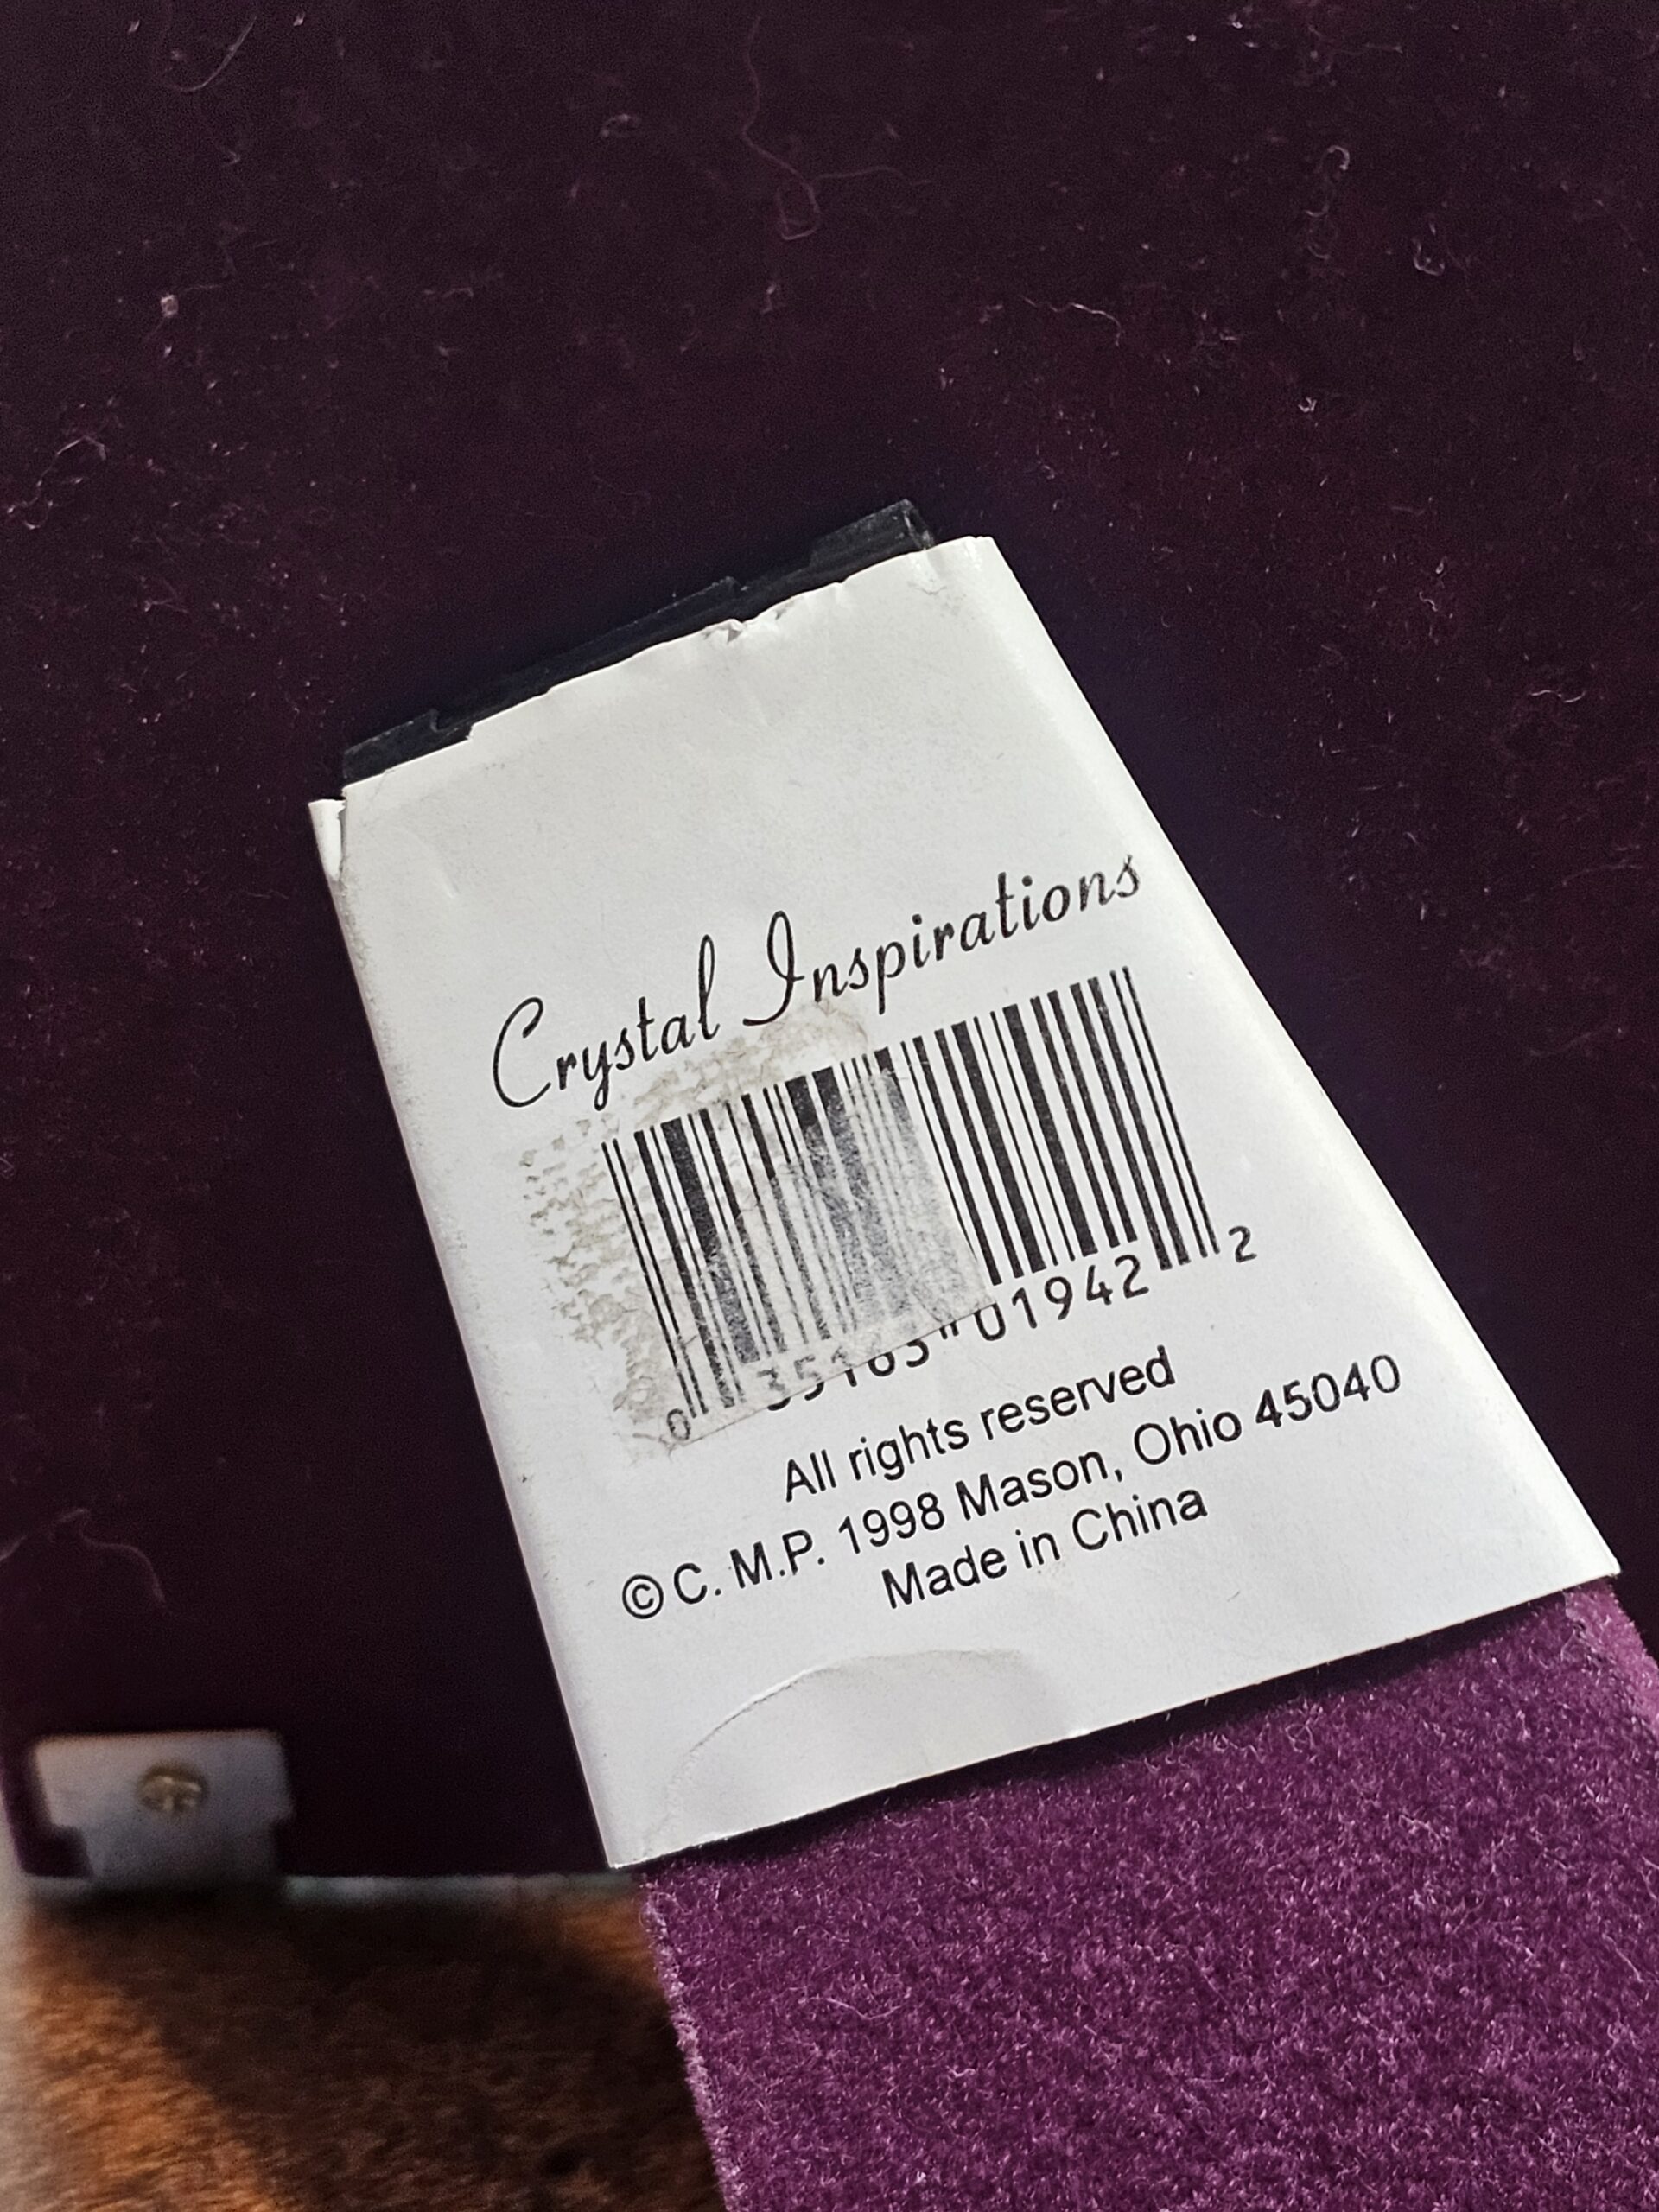 Crystal Inspirations
0 35163 01942 2
All rights reserved
© C. M.P. 1998 Mason, Ohio 45040
Made in China